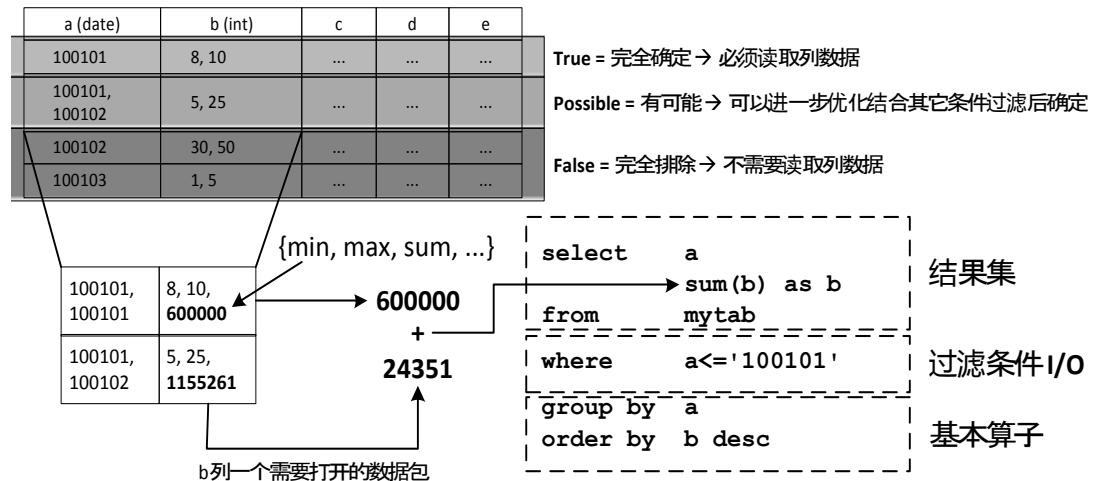 a (date) b (int) c d e
100101 8, 10 ... ... ...
100101, 100102 5, 25 ... ... ...
100102 30, 50 ... ... ...
100103 1, 5 ... ... ...
True = 完全确定→ 必须读取列数据
Possible = 有可能→ 可以进一步优化结合其它条件过滤后确定
False = 完全排除→ 不需要读取列数据
{min, max, sum, ...}
100101, 100101 8, 10, 600000
100101, 100102 5, 25, 1155261
600000
+
24351
b列一个需要打开的数据包
select a
sum(b) as b
from mytab
结果集
where a<='100101'
过滤条件I/O
group by a
order by b desc
基本算子